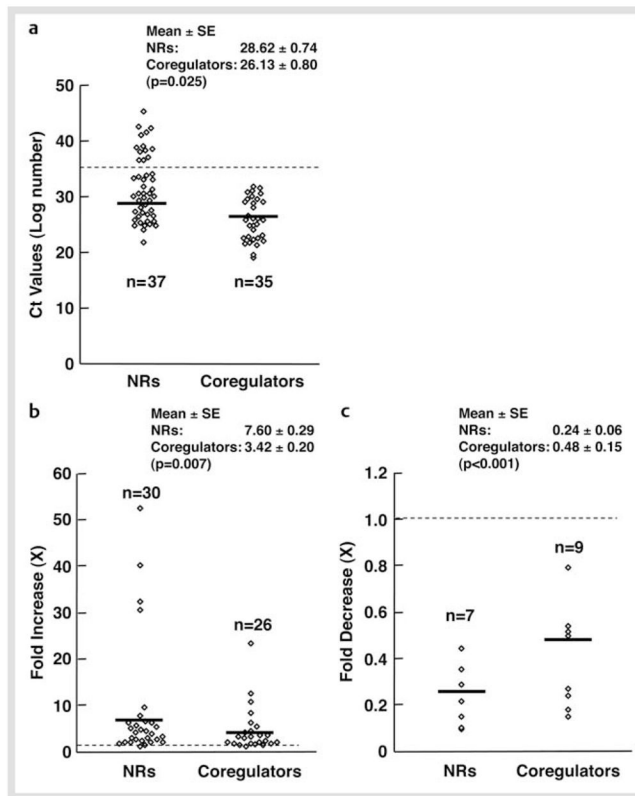 a
Mean ± SE
NRs: 28.62 ± 0.74
Coregulators: 26.13 ± 0.80
(p=0.025)
Ct Values (Log number)
50
40
30
20
10
0
n=37
n=35
NRs
Coregulators
b
Mean ± SE
NRs: 7.60 ± 0.29
Coregulators: 3.42 ± 0.20
(p=0.007)
Fold Increase (X)
60
50
40
30
20
10
0
n=30
n=26
NRs
Coregulators
c
Mean ± SE
NRs: 0.24 ± 0.06
Coregulators: 0.48 ± 0.15
(p<0.001)
Fold Decrease (X)
1.2
1.0
0.8
0.6
0.4
0.2
0
n=7
n=9
NRs
Coregulators